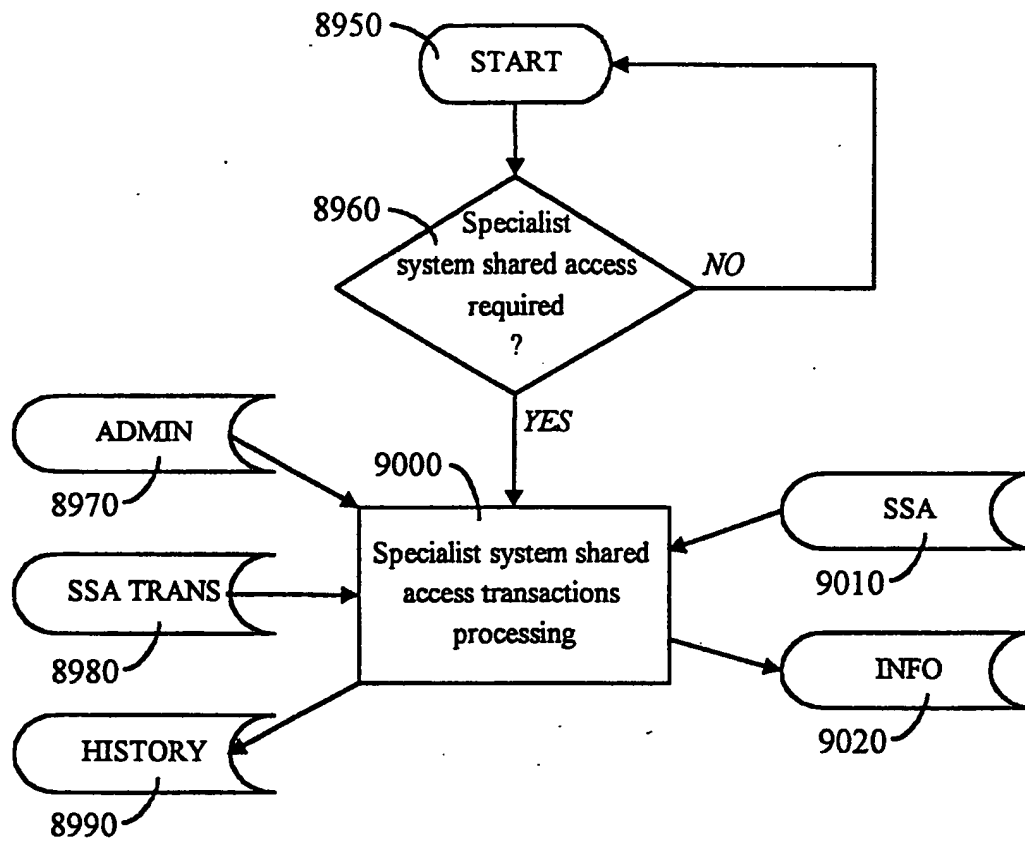 8950
START
8960
Specialist
system shared access
required
?
NO
YES
ADMIN
8970
9000
SSA
9010
Specialist system shared
access transactions
processing
SSA TRANS
8980
INFO
9020
HISTORY
8990